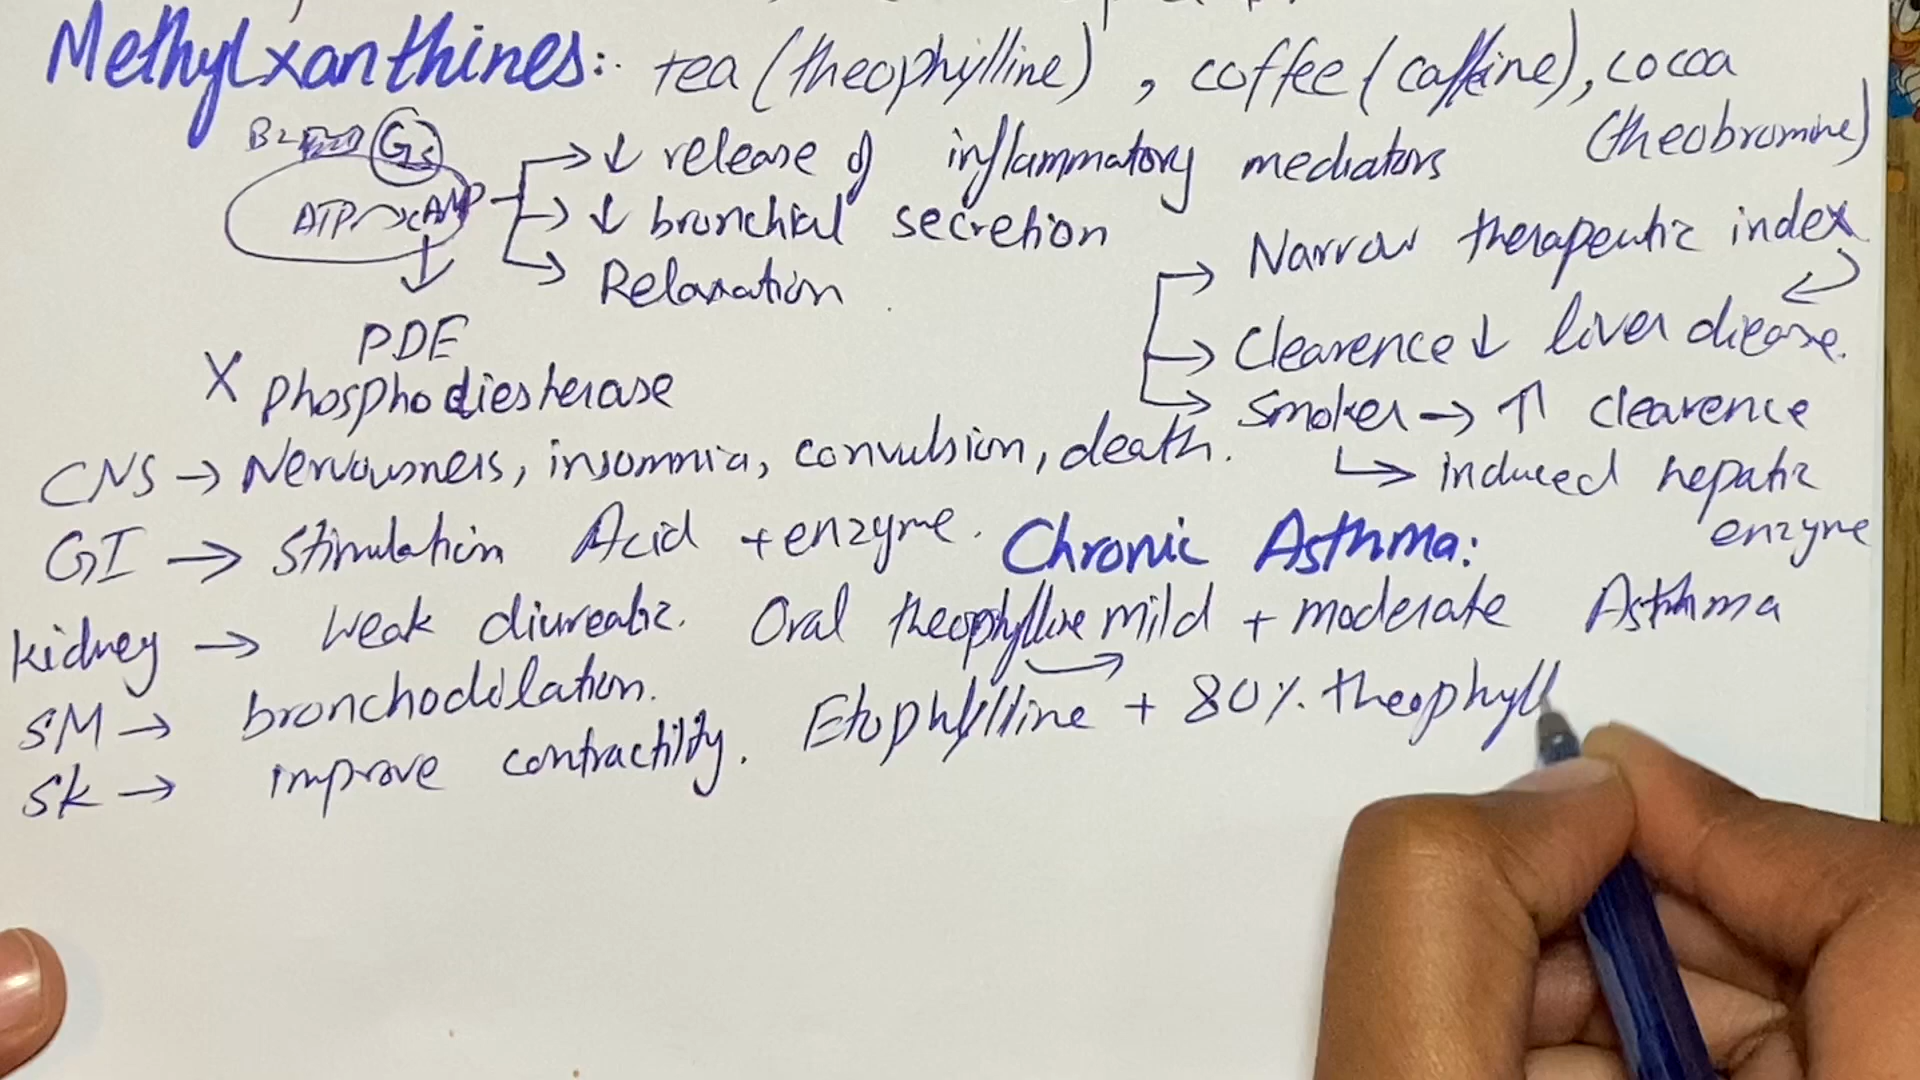 Methylxanthines:- tea (theophylline), coffee (caffeine), cocoa
(theobromine)
B2 Gs
ATP → cAMP
→ ↓ release of inflammatory mediators
→ ↓ bronchial secretion
→ Relaxation
PDE
X phosphodiesterase
→ Narrow therapeutic index
→ Clearence ↓ liver diease.
→ Smoker → ↑ clearence
↳ induced hepatic
enzyme
CNS → Nervousness, insomnia, convulsion, death.
GI → Stimulation Acid + enzyme.
kidney → weak diureatic.
SM → bronchodilation.
Sk → improve contractility.
Chronic Asthma:
Oral theophylline mild + moderate Asthma
Etophylline + 80% theophyll